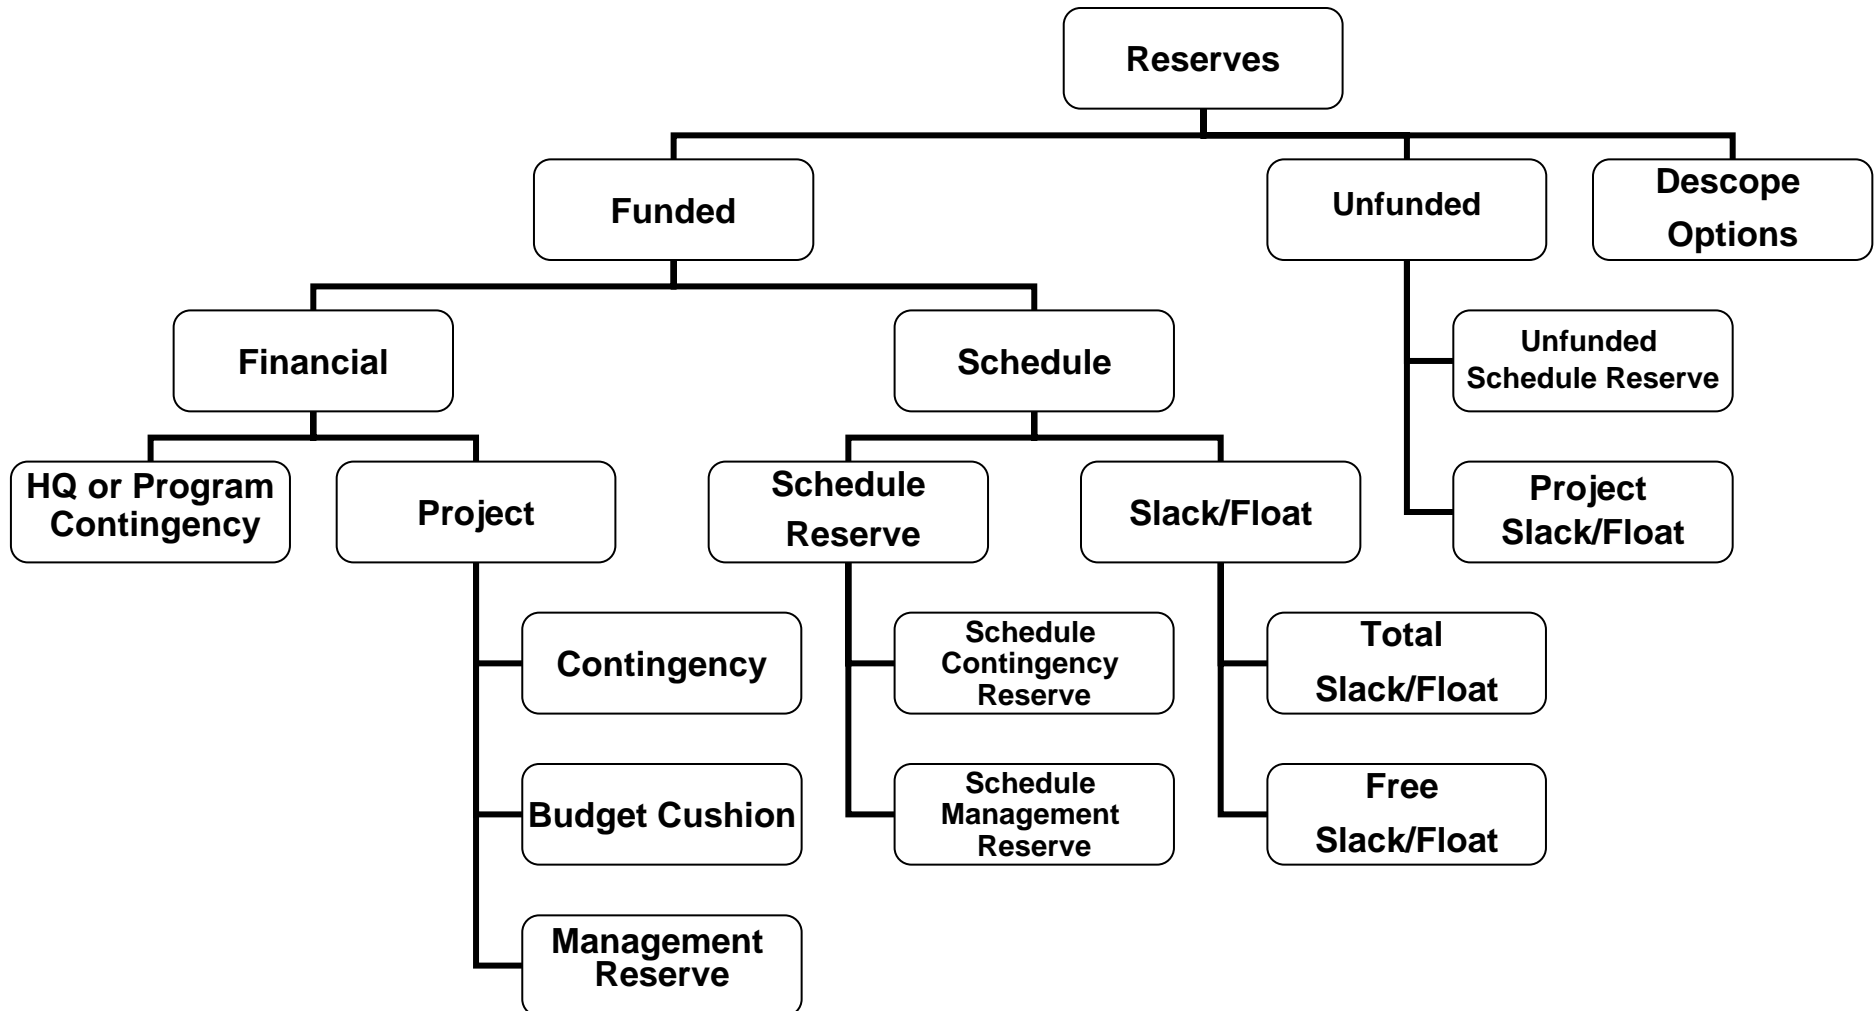 Reserves
Funded
Unfunded
Descope
Options
Financial
Schedule
Unfunded
Schedule Reserve
HQ or Program
Contingency
Project
Schedule
Reserve
Slack/Float
Project
Slack/Float
Contingency
Schedule
Contingency
Reserve
Total
Slack/Float
Budget Cushion
Schedule
Management
Reserve
Free
Slack/Float
Management
Reserve